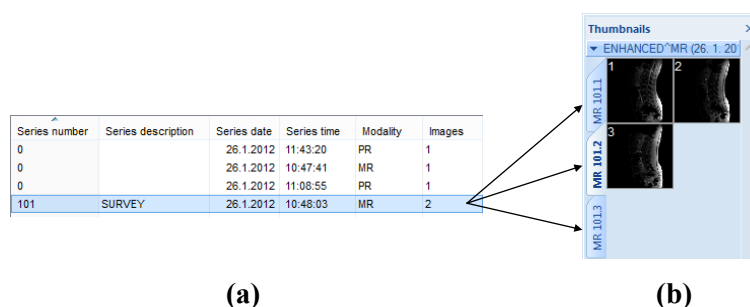 Thumbnails
ENHANCED^MR (26. 1. 20
1
2
MR 101.1
3
MR 101.2
MR 101.3
Series number Series description Series date Series time Modality Images
0 26.1.2012 11:43:20 PR 1
0 26.1.2012 10:47:41 MR 1
0 26.1.2012 11:08:55 PR 1
101 SURVEY 26.1.2012 10:48:03 MR 2
(a) (b)